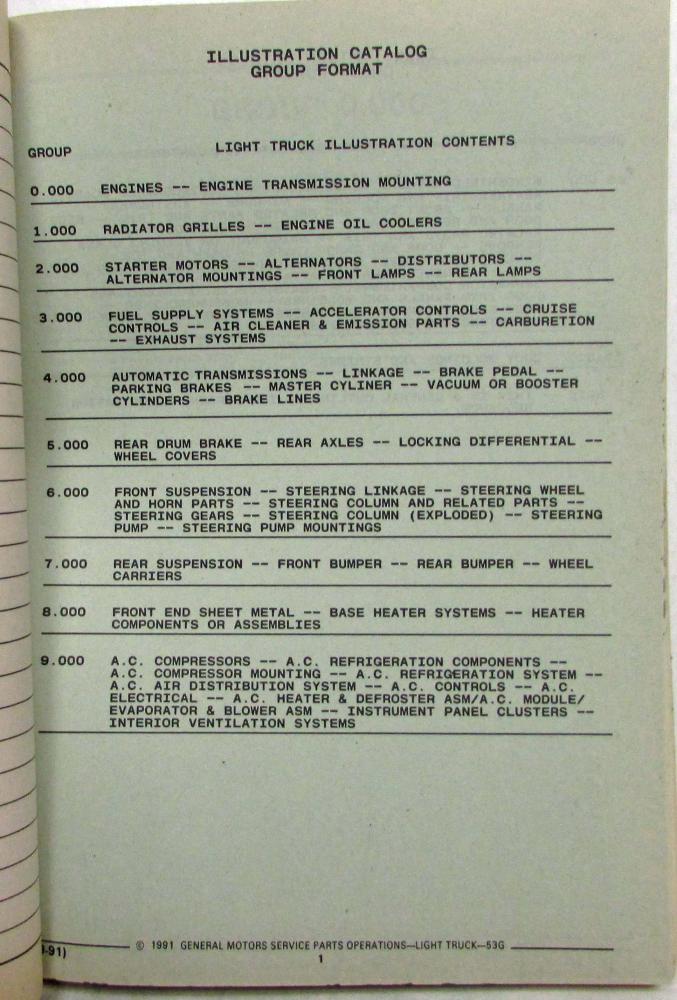 ILLUSTRATION CATALOG
GROUP FORMAT
GROUP LIGHT TRUCK ILLUSTRATION CONTENTS
0.000 ENGINES -- ENGINE TRANSMISSION MOUNTING
1.000 RADIATOR GRILLES -- ENGINE OIL COOLERS
2.000 STARTER MOTORS -- ALTERNATORS -- DISTRIBUTORS --
ALTERNATOR MOUNTINGS -- FRONT LAMPS -- REAR LAMPS
3.000 FUEL SUPPLY SYSTEMS -- ACCELERATOR CONTROLS -- CRUISE
CONTROLS -- AIR CLEANER & EMISSION PARTS -- CARBURETION
-- EXHAUST SYSTEMS
4.000 AUTOMATIC TRANSMISSIONS -- LINKAGE -- BRAKE PEDAL --
PARKING BRAKES -- MASTER CYLINER -- VACUUM OR BOOSTER
CYLINDERS -- BRAKE LINES
5.000 REAR DRUM BRAKE -- REAR AXLES -- LOCKING DIFFERENTIAL --
WHEEL COVERS
6.000 FRONT SUSPENSION -- STEERING LINKAGE -- STEERING WHEEL
AND HORN PARTS -- STEERING COLUMN AND RELATED PARTS --
STEERING GEARS -- STEERING COLUMN (EXPLODED) -- STEERING
PUMP -- STEERING PUMP MOUNTINGS
7.000 REAR SUSPENSION -- FRONT BUMPER -- REAR BUMPER -- WHEEL
CARRIERS
8.000 FRONT END SHEET METAL -- BASE HEATER SYSTEMS -- HEATER
COMPONENTS OR ASSEMBLIES
9.000 A.C. COMPRESSORS -- A.C. REFRIGERATION COMPONENTS --
A.C. COMPRESSOR MOUNTING -- A.C. REFRIGERATION SYSTEM --
A.C. AIR DISTRIBUTION SYSTEM -- A.C. CONTROLS -- A.C.
ELECTRICAL -- A.C. HEATER & DEFROSTER ASM/A.C. MODULE/
EVAPORATOR & BLOWER ASM -- INSTRUMENT PANEL CLUSTERS --
INTERIOR VENTILATION SYSTEMS
-91) © 1991 GENERAL MOTORS SERVICE PARTS OPERATIONS—LIGHT TRUCK—53G
1